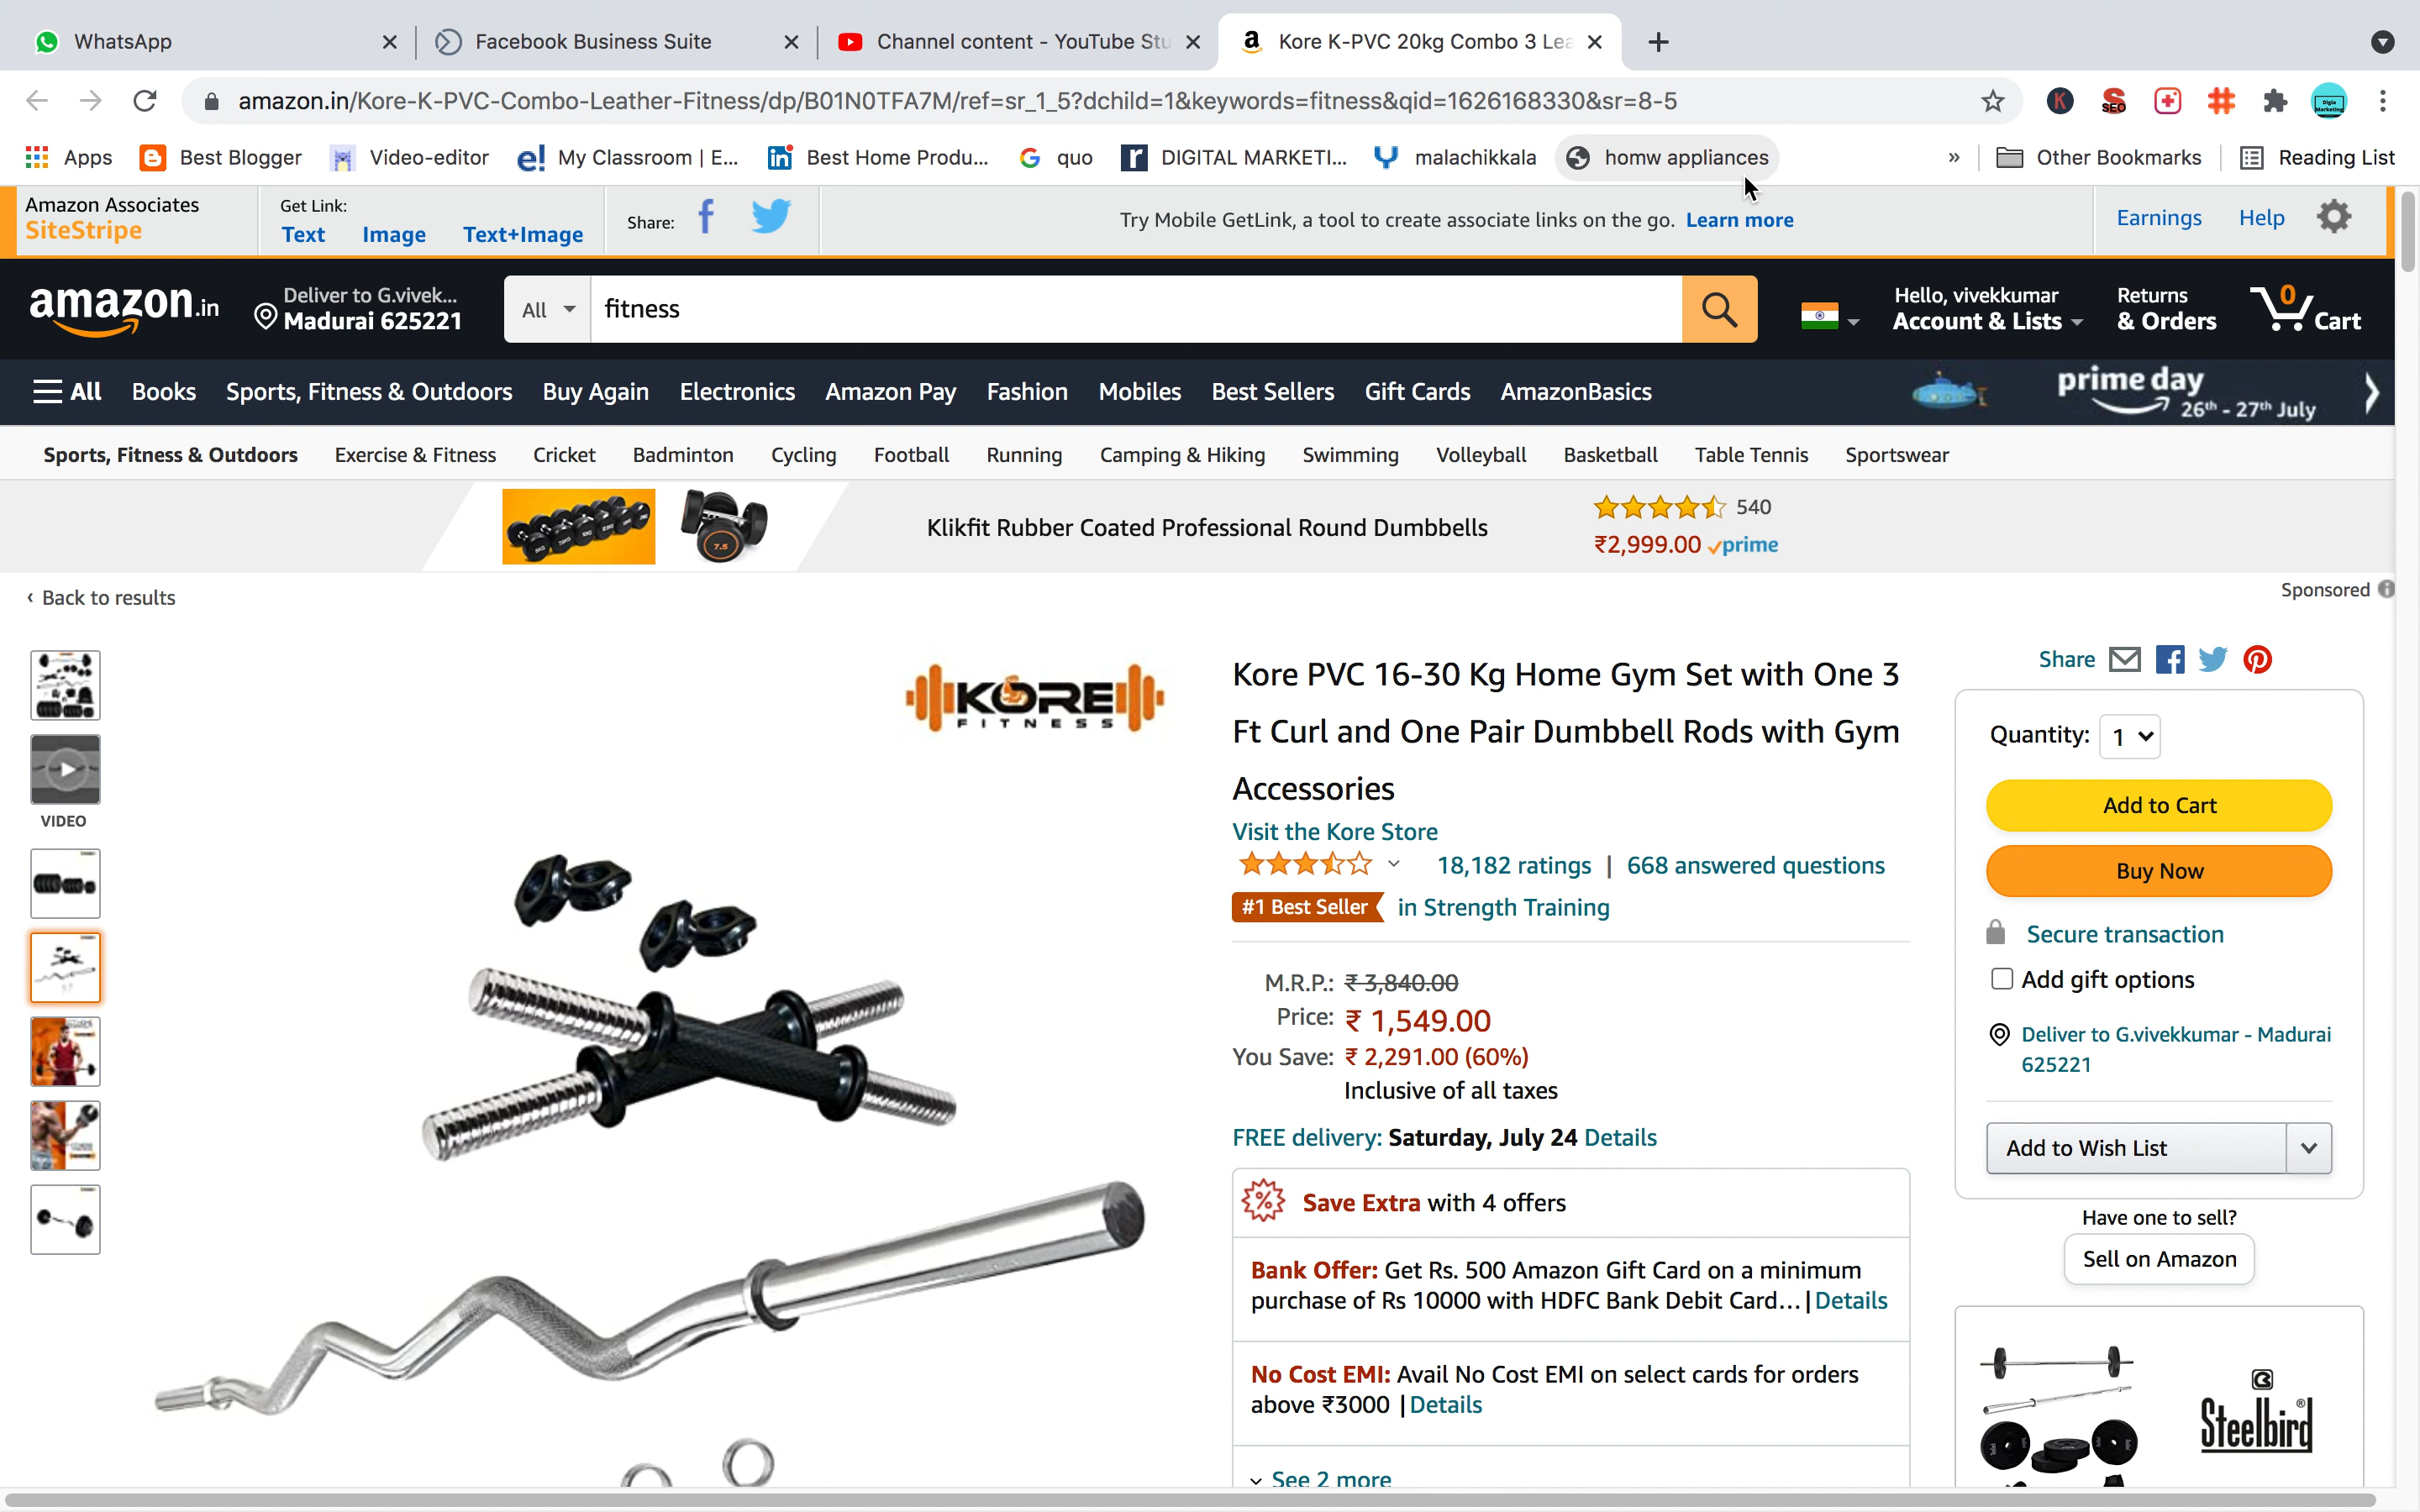 WhatsApp
Facebook Business Suite
Channel content - YouTube Stu
Kore K-PVC 20kg Combo 3 Lea
amazon.in/Kore-K-PVC-Combo-Leather-Fitness/dp/B01N0TFA7M/ref=sr_1_5?dchild=1&keywords=fitness&qid=1626168330&sr=8-5
Apps
Best Blogger
Video-editor
My Classroom | E...
Best Home Produ...
quo
DIGITAL MARKETI...
malachikkala
homw appliances
»
Other Bookmarks
Reading List
Amazon Associates
SiteStripe
Get Link:
Text Image Text+Image
Share:
Try Mobile GetLink, a tool to create associate links on the go. Learn more
Earnings
Help
amazon.in
Deliver to G.vivek...
Madurai 625221
All
fitness
Hello, vivekkumar
Account & Lists
Returns
& Orders
0
Cart
All Books Sports, Fitness & Outdoors Buy Again Electronics Amazon Pay Fashion Mobiles Best Sellers Gift Cards AmazonBasics
prime day
26th - 27th July
Sports, Fitness & Outdoors Exercise & Fitness Cricket Badminton Cycling Football Running Camping & Hiking Swimming Volleyball Basketball Table Tennis Sportswear
7.5
Klikfit Rubber Coated Professional Round Dumbbells
540
₹2,999.00 prime
‹ Back to results
Sponsored
VIDEO
KORE
FITNESS
Kore PVC 16-30 Kg Home Gym Set with One 3
Ft Curl and One Pair Dumbbell Rods with Gym
Accessories
Visit the Kore Store
18,182 ratings | 668 answered questions
#1 Best Seller in Strength Training
M.R.P.: ₹ 3,840.00
Price: ₹ 1,549.00
You Save: ₹ 2,291.00 (60%)
Inclusive of all taxes
FREE delivery: Saturday, July 24 Details
Save Extra with 4 offers
Bank Offer: Get Rs. 500 Amazon Gift Card on a minimum
purchase of Rs 10000 with HDFC Bank Debit Card... | Details
No Cost EMI: Avail No Cost EMI on select cards for orders
above ₹3000 | Details
See 2 more
Share
Quantity: 1
Add to Cart
Buy Now
Secure transaction
Add gift options
Deliver to G.vivekkumar - Madurai
625221
Add to Wish List
Have one to sell?
Sell on Amazon
Steelbird®